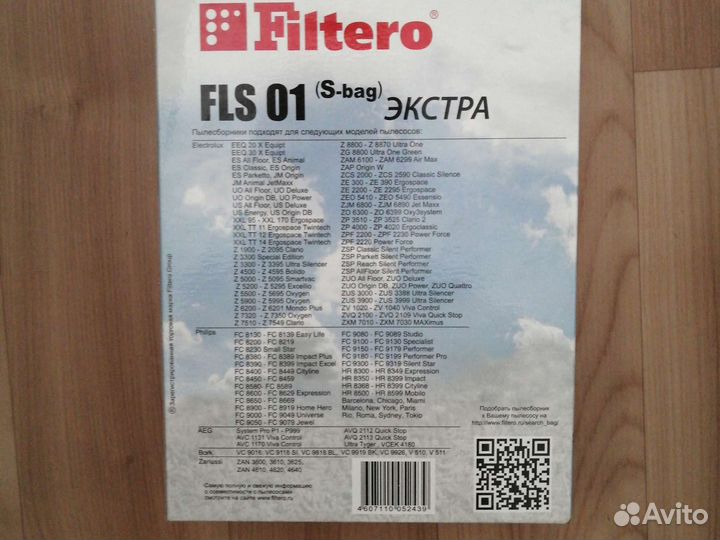 Filtero®
FLS 01 (S-bag) ЭКСТРА
Пылесборники подходят для следующих моделей пылесосов:
Electrolux
EEQ 20 X Equipt
EEQ 30 X Equipt
ES All Floor, ES Animal
ES Classic, ES Origin
ES Parketto, JM Origin
JM Animal JetMaxx
UO All Floor, UO Deluxe
UO Origin DB, UO Power
US All Floor, US Deluxe
US Energy, US Origin DB
XXL 95 - XXL 170 Ergospace
XXL TT 11 Ergospace Twintech
XXL TT 12 Ergospace Twintech
XXL TT 14 Ergospace Twintech
Z 1900 - Z 2095 Clario
Z 3300 Special Edition
Z 3300 - Z 3395 Ultra Silencer
Z 4500 - Z 4595 Bolido
Z 5000 - Z 5095 Smartvac
Z 5200 - Z 5295 Excellio
Z 5500 - Z 5695 Oxygen
Z 5900 - Z 5995 Oxygen
Z 6200 - Z 6201 Mondo Plus
Z 7320 - Z 7350 Oxygen
Z 7510 - Z 7549 Clario
Z 8800 - Z 8870 Ultra One
ZG 8800 Ultra One Green
ZAM 6100 - ZAM 6299 Air Max
ZAP Origin W
ZCS 2000 - ZCS 2590 Classic Silence
ZE 300 - ZE 390 Ergospace
ZE 2200 - ZE 2295 Ergospace
ZEO 5410 - ZEO 5490 Essensio
ZJM 6800 - ZJM 6890 Jet Maxx
ZO 6300 - ZO 6399 Oxy3system
ZP 3510 - ZP 3525 Clario 2
ZP 4000 - ZP 4020 Ergoclassic
ZPF 2200 - ZPF 2230 Power Force
ZPF 2220 Power Force
ZSP Classic Silent Performer
ZSP Parkett Silent Performer
ZSP Reach Silent Performer
ZSP AllFloor Silent Performer
ZUO All Floor, ZUO Deluxe
ZUO Origin DB, ZUO Power, ZUO Quattro
ZUS 3000 - ZUS 3388 Ultra Silencer
ZUS 3900 - ZUS 3999 Ultra Silencer
ZV 1020 - ZV 1040 Viva Control
ZVQ 2100 - ZVQ 2109 Viva Quick Stop
ZXM 7010 - ZXM 7030 MAXimus
Philips
FC 8130 - FC 8139 Easy Life
FC 8200 - FC 8219
FC 8230 Small Star
FC 8380 - FC 8389 Impact Plus
FC 8390 - FC 8399 Impact Excel
FC 8400 - FC 8449 Cityline
FC 8450 - FC 8459
FC 8580 - FC 8589
FC 8600 - FC 8629 Expression
FC 8650 - FC 8669
FC 8900 - FC 8919 Home Hero
FC 9000 - FC 9049 Universe
FC 9050 - FC 9079 Jewel
FC 9080 - FC 9089 Studio
FC 9100 - FC 9130 Specialist
FC 9150 - FC 9179 Performer
FC 9180 - FC 9199 Performer Pro
FC 9300 - FC 9319 Silent Star
HR 8300 - HR 8349 Expression
HR 8350 - HR 8399 Impact
HR 8368 - HR 8399 Cityline
HR 8500 - HR 8599 Mobilo
Barcelona, Chicago, Miami
Milano, New York, Paris
Rio, Roma, Sydney, Tokio
AEG
System Pro P1 - P999
AVC 1131 Viva Control
AVC 1170 Viva Control
AVQ 2112 Quick Stop
AVQ 2113 Quick Stop
Ultra Tyger , VCEK 4180
Bork
VC 9016, VC 9118 SI, VC 9818 BL, VC 9919 BK, VC 9926, V 510, V 511
Zanussi
ZAN 3600, 3610, 3625,
ZAN 4610, 4620, 4640
Самую полную и свежую информацию
о совместимости с пылесосами
смотрите на сайте www.filtero.ru
4607110 052439
Подобрать пылесборник
к Вашему пылесосу на
http://www.filtero.ru/search_bag/
® Зарегистрированная торговая марка Filtero Group
Avito